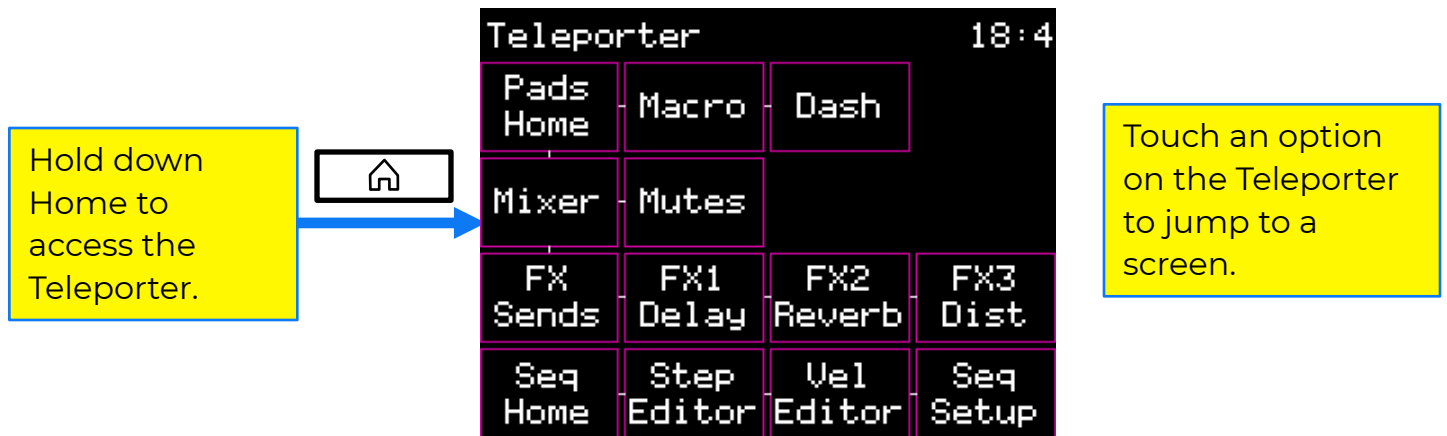 Hold down
Home to
access the
Teleporter.
Teleporter 18:4
Pads Home Macro Dash
Mixer Mutes
FX Sends FX1 Delay FX2 Reverb FX3 Dist
Seq Home Step Editor Vel Editor Seq Setup
Touch an option
on the Teleporter
to jump to a
screen.